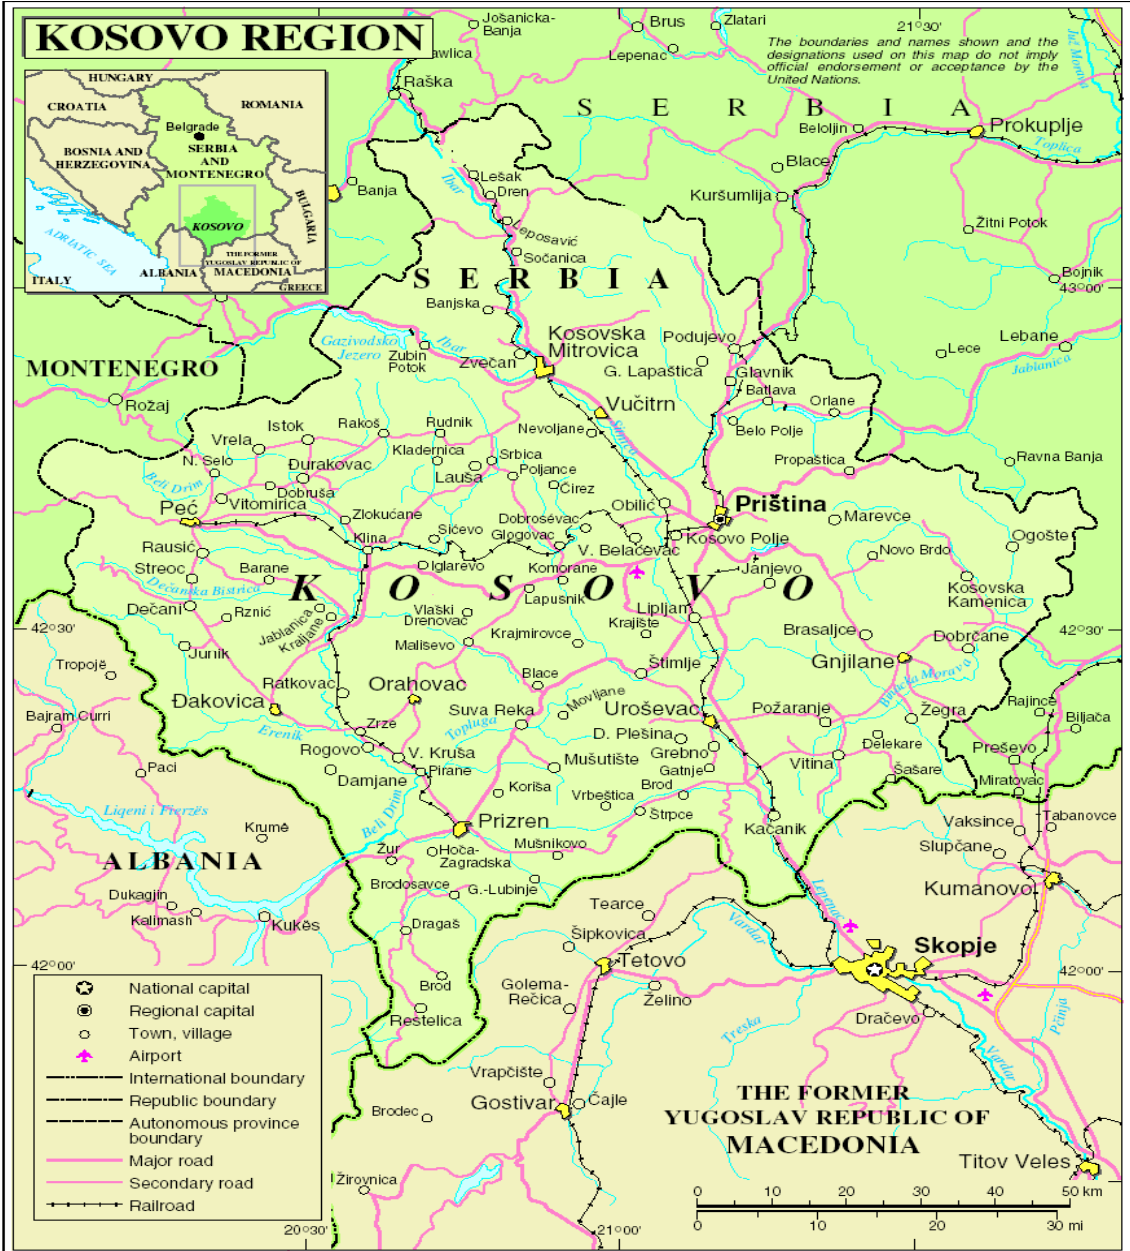 KOSOVO REGION
Jošanicka-
Banja
Brus
Zlatari
21°30'
Lepenac
The boundaries and names shown and the
designations used on this map do not imply
official endorsement or acceptance by the
United Nations.
HUNGARY
CROATIA
ROMANIA
Belgrade
BOSNIA AND
HERZEGOVINA
SERBIA
AND
MONTENEGRO
BULGARIA
KOSOVO
ADRIATIC SEA
ITALY
ALBANIA
THE FORMER
YUGOSLAV REPUBLIC OF
MACEDONIA
GREECE
Raška
SERBIA
Beloljin
Prokuplje
Toplica
Blace
Banja
Ibar
Lešak
Dren
Kuršumlija
Leposavić
Žitni Potok
Sočanica
Bojnik
SERBIA
43°00'
Banjska
Gazivodsko
Jezero
Ibar
Kosovska
Mitrovica
Podujevo
Lebane
Zubin
Potok
Zvečan
G. Lapaštica
Glavnik
Lece
Jablanica
MONTENEGRO
Batlava
Orlane
Rožaj
Vučitrn
Istok
Rakoš
Rudnik
Nevoljane
Sitnica
Belo Polje
Vrela
Kladernica
Srbica
Propaštica
Ravna Banja
N. Selo
Đurakovac
Lauša
Poljance
Beli Drim
Dobruša
Ćirez
Vitomirica
Obilić
Priština
Peć
Zlokućane
Dobroševac
Marevce
Sićevo
Glogovac
Klina
V. Belaćevac
Kosovo Polje
Ogošte
Rausić
Novo Brdo
Streoc
Barane
Iglarevo
Komorane
Janjevo
Dečanska Bistrica
KOSOVO
Kosovska
Kamenica
Lapušnik
Dečani
Rznić
Jablanica
Kraljane
Vlaški
Drenovac
Lipljan
42°30'
Krajmirovce
Krajište
Brasaljce
42°30'
Junik
Mališevo
Dobrčane
Tropojë
Štimlje
Gnjilane
Ratkovac
Orahovac
Blace
Binačka Morava
Đakovica
Suva Reka
Movljane
Rajince
Bajram Curri
Topluga
Uroševac
Požaranje
Žegra
Biljača
Erenik
Zrze
D. Plešina
Delekare
Rogovo
V. Kruša
Grebno
Preševo
Mušutište
Vitina
Paci
Damjane
Pirane
Gatnje
Šašare
Koriša
Brod
Miratovac
Liqeni i Fierzës
Vrbeštica
Beli Drim
Štrpce
Kačanik
Vaksince
Tabanovce
Krumë
Prizren
Slupčane
ALBANIA
Žur
Hoča-
Zagradska
Mušnikovo
Brodosavce
G.-Lubinje
Lepenac
Kumanovo
Dukagjin
Kalimash
Tearce
Kukës
Dragaš
Vardar
Šipkovica
Skopje
42°00'
Tetovo
42°00'
Brod
Golema-
Rečica
Želino
Restelica
Dračevo
Treska
Pčinja
Vardar
Vrapčište
Gostivar
Čajle
Brodec
THE FORMER
YUGOSLAV REPUBLIC OF
MACEDONIA
Titov Veles
Žirovnica
National capital
Regional capital
Town, village
Airport
International boundary
Republic boundary
Autonomous province
boundary
Major road
Secondary road
Railroad
0 10 20 30 40 50 km
0 10 20 30 mi
20°30'
21°00'